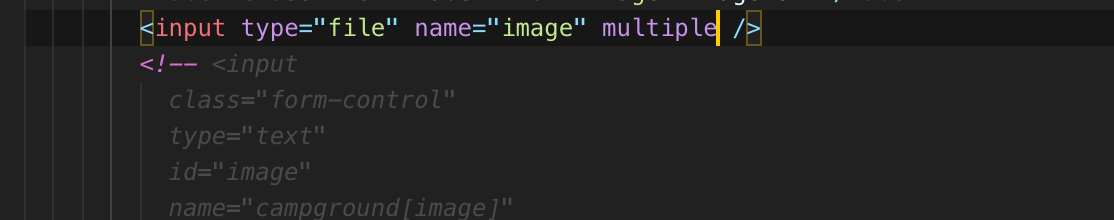 <input type="file" name="image" multiple />
<!-- <input
class="form-control"
type="text"
id="image"
name="campground[image]"